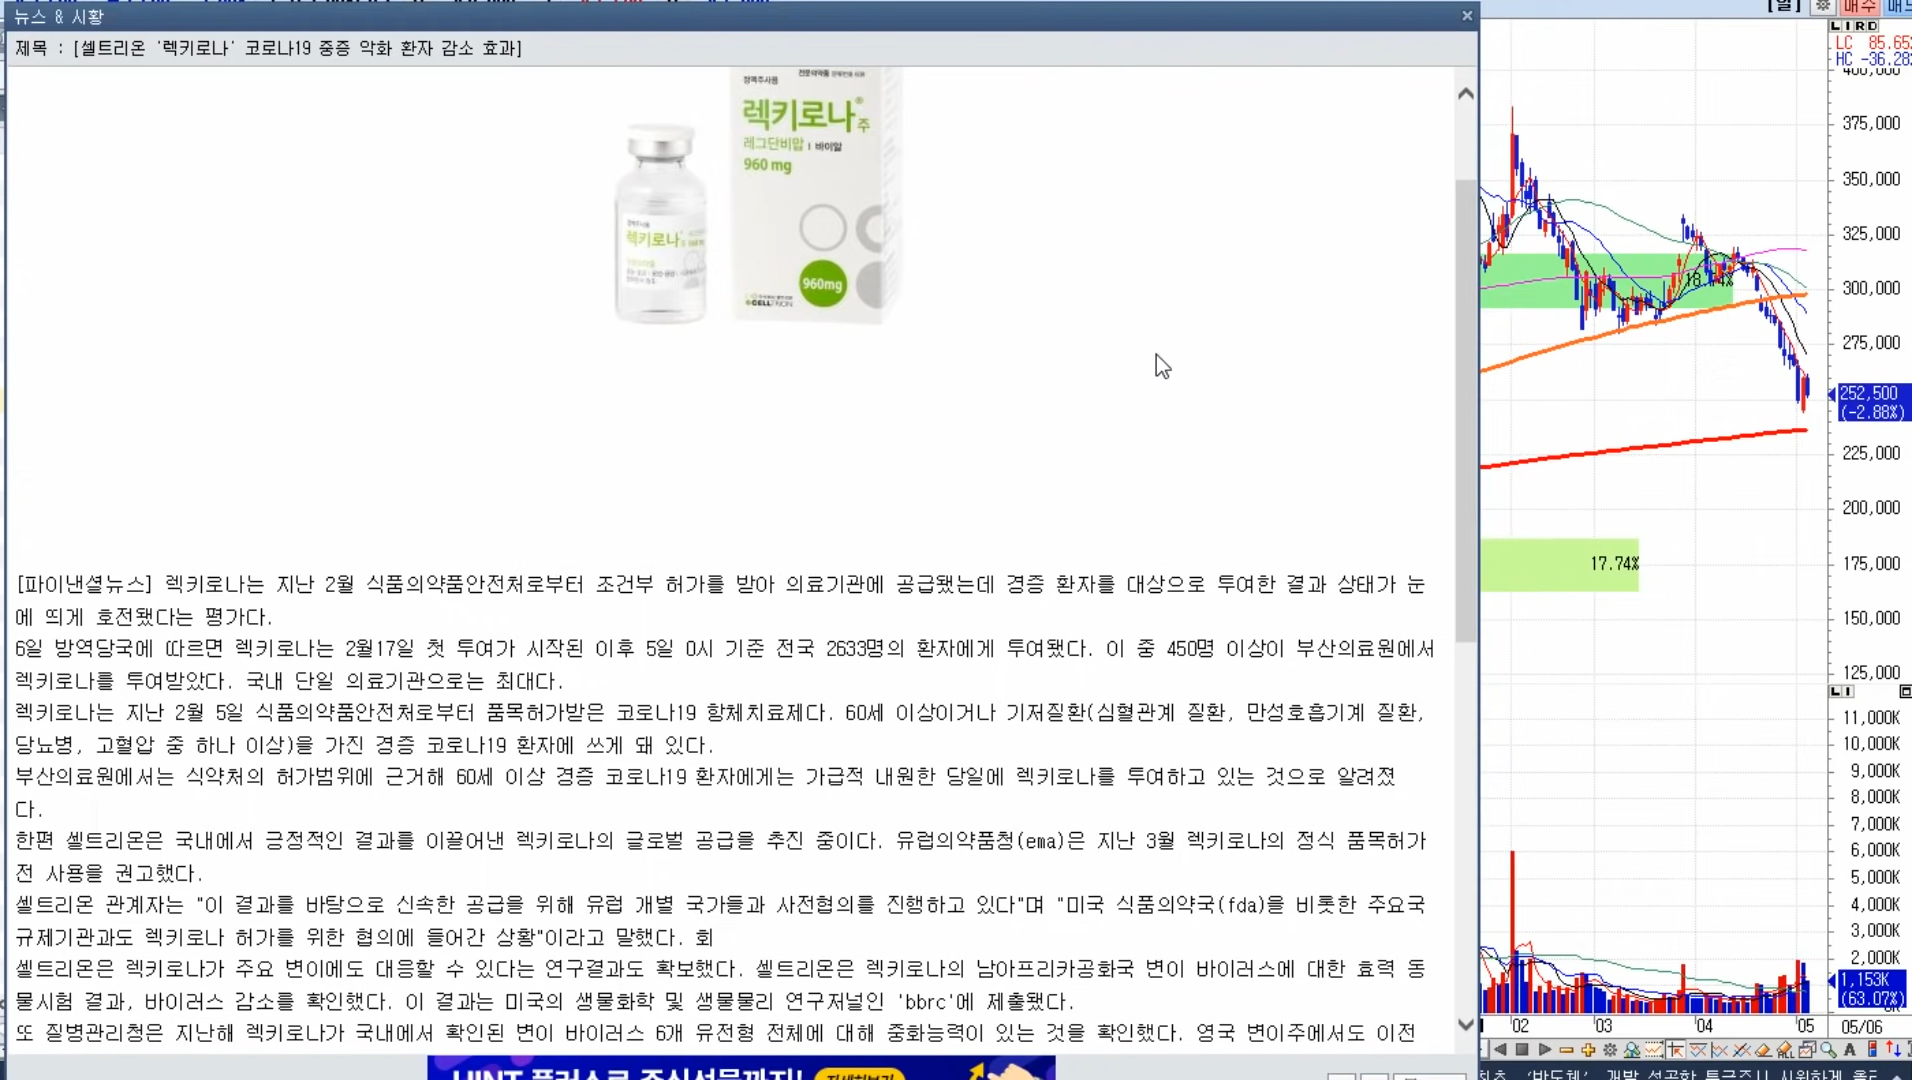 뉴스 & 시황
제목 : [셀트리온 '렉키로나' 코로나19 중증 악화 환자 감소 효과]
정맥주사용
전문의약품
렉키로나주
레그단비맙 | 바이알
960 mg
960mg
CELLTRION
렉키로나
[파이낸셜뉴스] 렉키로나는 지난 2월 식품의약품안전처로부터 조건부 허가를 받아 의료기관에 공급됐는데 경증 환자를 대상으로 투여한 결과 상태가 눈
에 띄게 호전됐다는 평가다.
6일 방역당국에 따르면 렉키로나는 2월17일 첫 투여가 시작된 이후 5일 0시 기준 전국 2633명의 환자에게 투여됐다. 이 중 450명 이상이 부산의료원에서
렉키로나를 투여받았다. 국내 단일 의료기관으로는 최대다.
렉키로나는 지난 2월 5일 식품의약품안전처로부터 품목허가받은 코로나19 항체치료제다. 60세 이상이거나 기저질환(심혈관계 질환, 만성호흡기계 질환,
당뇨병, 고혈압 중 하나 이상)을 가진 경증 코로나19 환자에 쓰게 돼 있다.
부산의료원에서는 식약처의 허가범위에 근거해 60세 이상 경증 코로나19 환자에게는 가급적 내원한 당일에 렉키로나를 투여하고 있는 것으로 알려졌
다.
한편 셀트리온은 국내에서 긍정적인 결과를 이끌어낸 렉키로나의 글로벌 공급을 추진 중이다. 유럽의약품청(ema)은 지난 3월 렉키로나의 정식 품목허가
전 사용을 권고했다.
셀트리온 관계자는 "이 결과를 바탕으로 신속한 공급을 위해 유럽 개별 국가들과 사전협의를 진행하고 있다"며 "미국 식품의약국(fda)을 비롯한 주요국
규제기관과도 렉키로나 허가를 위한 협의에 들어간 상황"이라고 말했다. 회
셀트리온은 렉키로나가 주요 변이에도 대응할 수 있다는 연구결과도 확보했다. 셀트리온은 렉키로나의 남아프리카공화국 변이 바이러스에 대한 효력 동
물시험 결과, 바이러스 감소를 확인했다. 이 결과는 미국의 생물화학 및 생물물리 연구저널인 'bbrc'에 제출됐다.
또 질병관리청은 지난해 렉키로나가 국내에서 확인된 변이 바이러스 6개 유전형 전체에 대해 중화능력이 있는 것을 확인했다. 영국 변이주에서도 이전
[일]
매수
LIRD
LC 85.65
HC -36.28
400,000
375,000
350,000
325,000
300,000
275,000
252,500
(-2.88%)
225,000
200,000
175,000
150,000
125,000
17.74%
LI
11,000K
10,000K
9,000K
8,000K
7,000K
6,000K
5,000K
4,000K
3,000K
2,000K
1,153K
(63.07%)
02
03
04
05
05/06